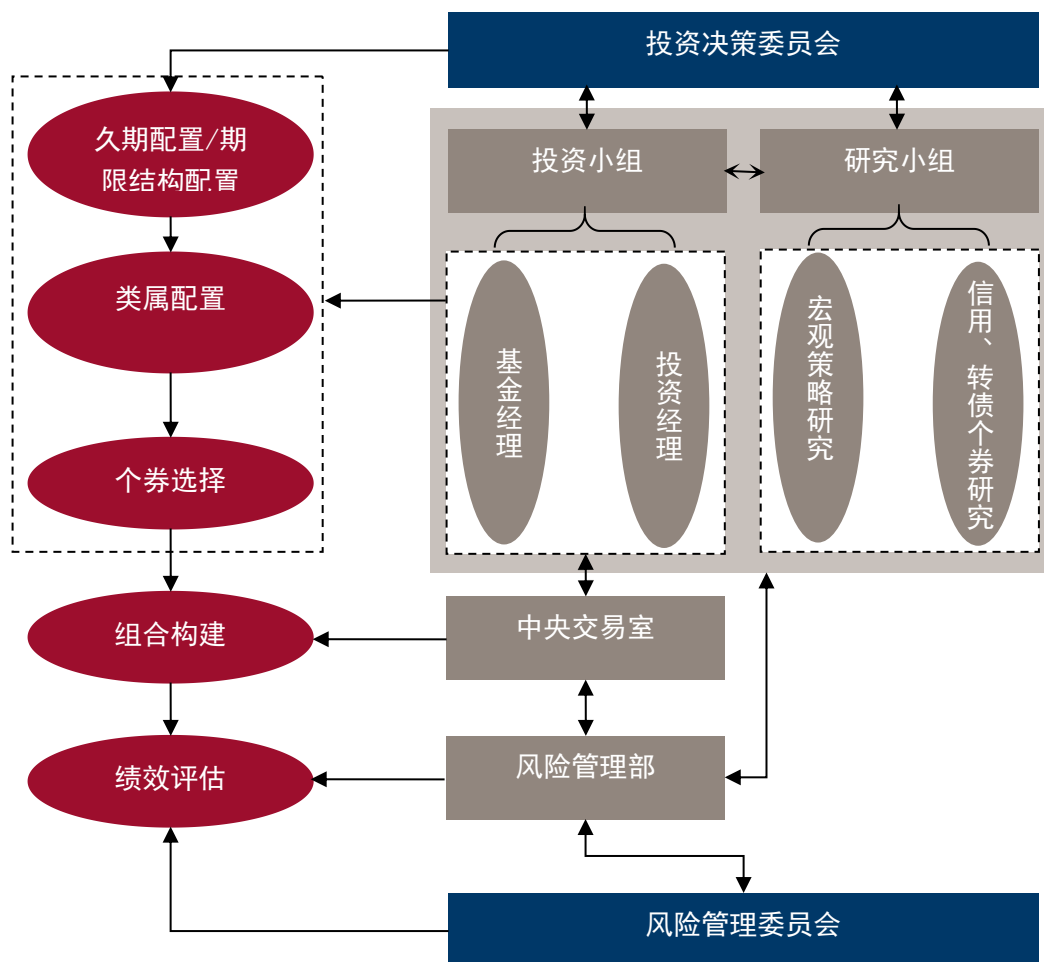 投资决策委员会
久期配置/期
限结构配置
投资小组
研究小组
类属配置
基金经理
投资经理
宏观策略研究
信用、转债个券研究
个券选择
组合构建
中央交易室
绩效评估
风险管理部
风险管理委员会